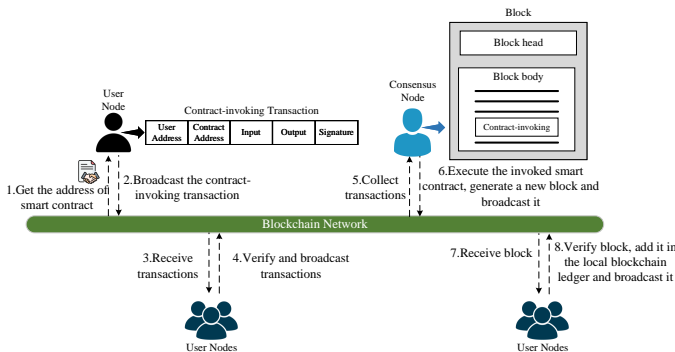 Block
Block head
Block body
Contract-invoking
User
Node
Contract-invoking Transaction
User
Address
Contract
Address
Input
Output
Signature
Consensus
Node
1.Get the address of
smart contract
2.Broadcast the contract-
invoking transaction
5.Collect
transactions
6.Execute the invoked smart
contract, generate a new block and
broadcast it
Blockchain Network
3.Receive
transactions
4.Verify and broadcast
transactions
7.Receive block
8.Verify block, add it in
the local blockchain
ledger and broadcast it
User Nodes
User Nodes